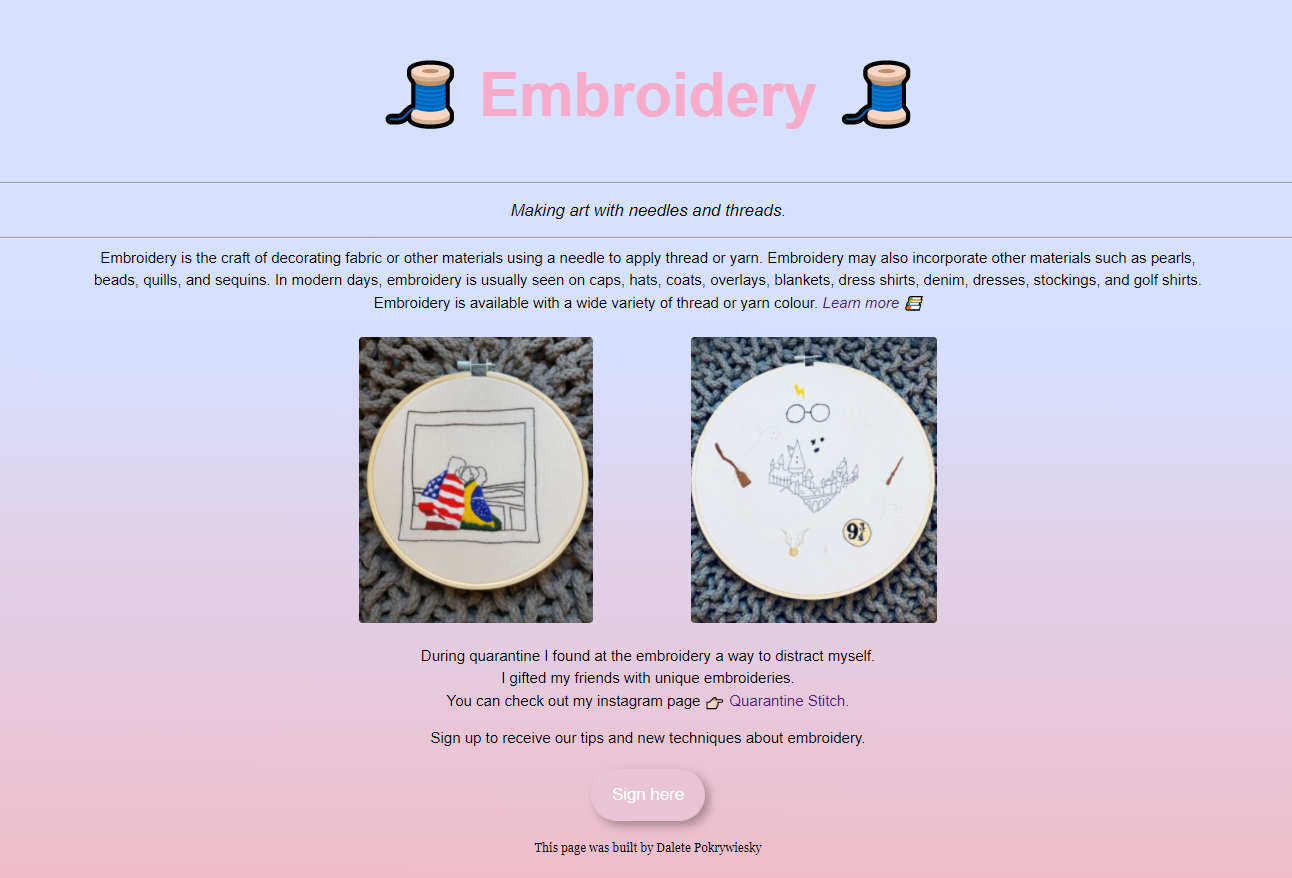 Embroidery
Making art with needles and threads.
Embroidery is the craft of decorating fabric or other materials using a needle to apply thread or yarn. Embroidery may also incorporate other materials such as pearls,
beads, quills, and sequins. In modern days, embroidery is usually seen on caps, hats, coats, overlays, blankets, dress shirts, denim, dresses, stockings, and golf shirts.
Embroidery is available with a wide variety of thread or yarn colour. Learn more
9¾
During quarantine I found at the embroidery a way to distract myself.
I gifted my friends with unique embroideries.
You can check out my instagram page Quarantine Stitch.
Sign up to receive our tips and new techniques about embroidery.
Sign here
This page was built by Dalete Pokrywiesky